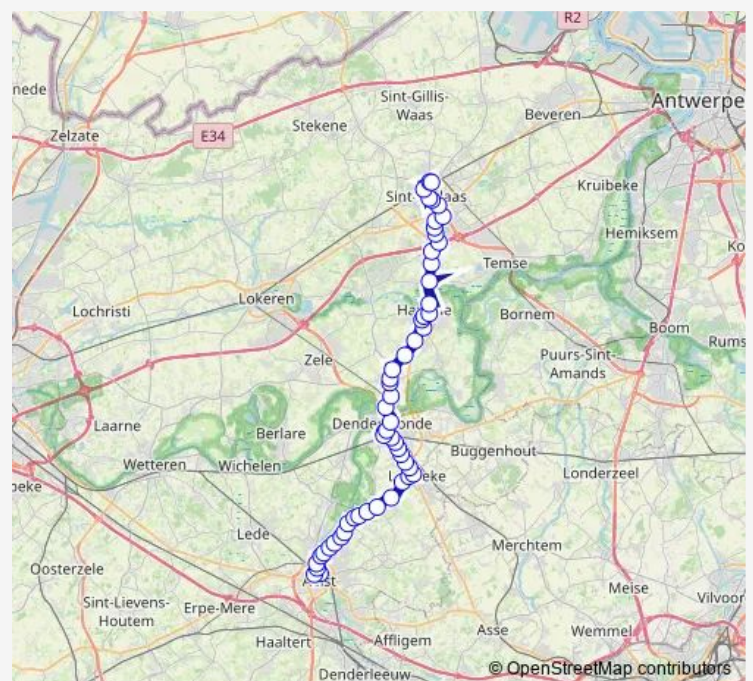 R2
Antwerpe
nede
Sint-Gillis-
Waas
Beveren
Zelzate
Stekene
E34
Kruibeke
Hemiksem
Ko
Temse
Lokeren
Lochristi
Bornem
Boom
Rums
Puurs-Sint-
Amands
Zele
Laarne
Berlare
Buggenhout
Wetteren
Wichelen
Londerzeel
beke
Lede
Merchtem
Oosterzele
Meise
Vilvoor
Sint-Lievens-
Houtem
Erpe-Mere
Asse
Wemmel
Haaltert
Affligem
Denderleeuw
© OpenStreetMap contributors